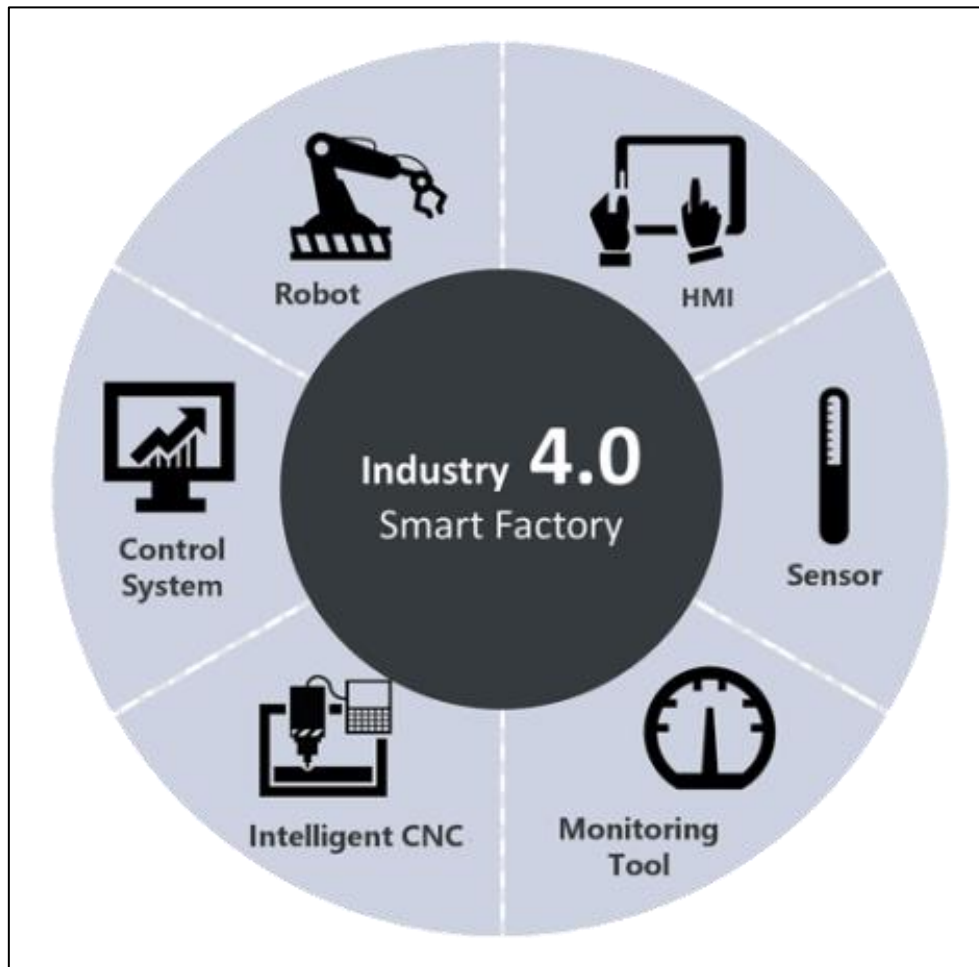 Robot
HMI
Control
System
Industry 4.0
Smart Factory
Sensor
Intelligent CNC
Monitoring
Tool